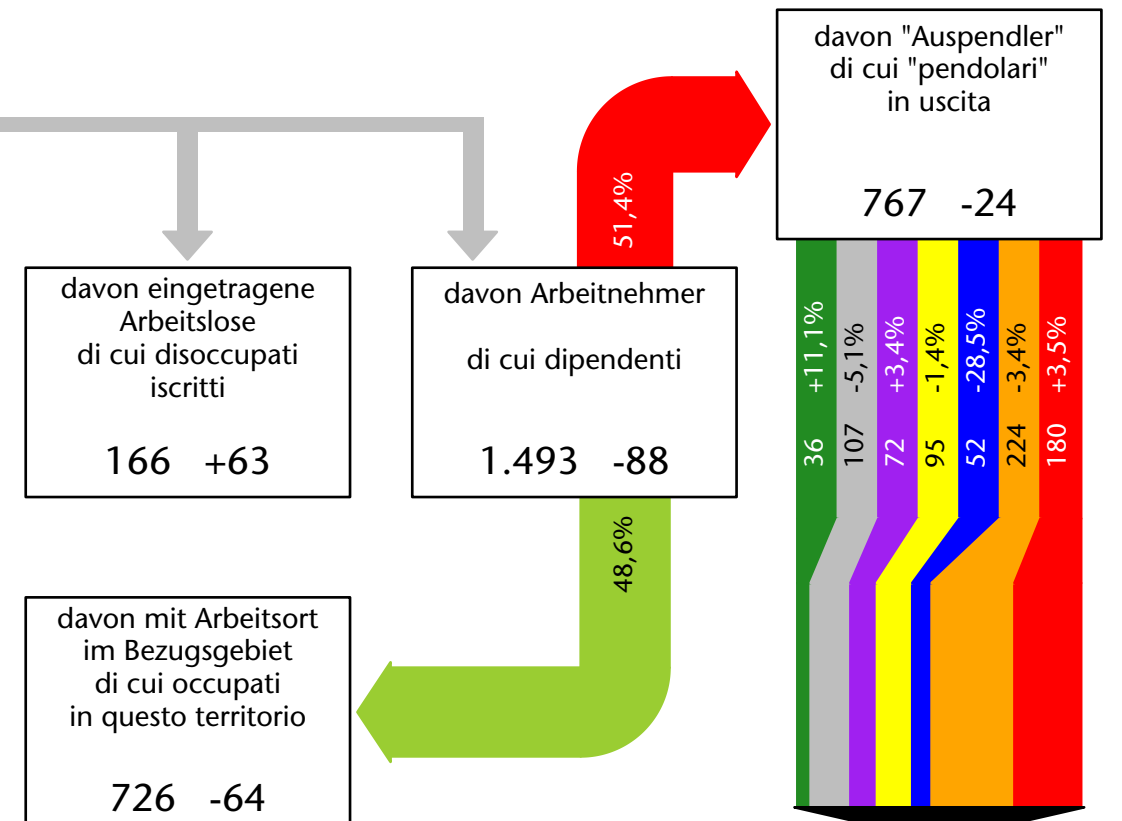 davon "Auspendler"
di cui "pendolari"
in uscita
767 -24
51,4%
davon eingetragene
Arbeitslose
di cui disoccupati
iscritti
166 +63
davon Arbeitnehmer
di cui dipendenti
1.493 -88
36 +11,1%
107 -5,1%
72 +3,4%
95 -1,4%
52 -28,5%
224 -3,4%
180 +3,5%
48,6%
davon mit Arbeitsort
im Bezugsgebiet
di cui occupati
in questo territorio
726 -64